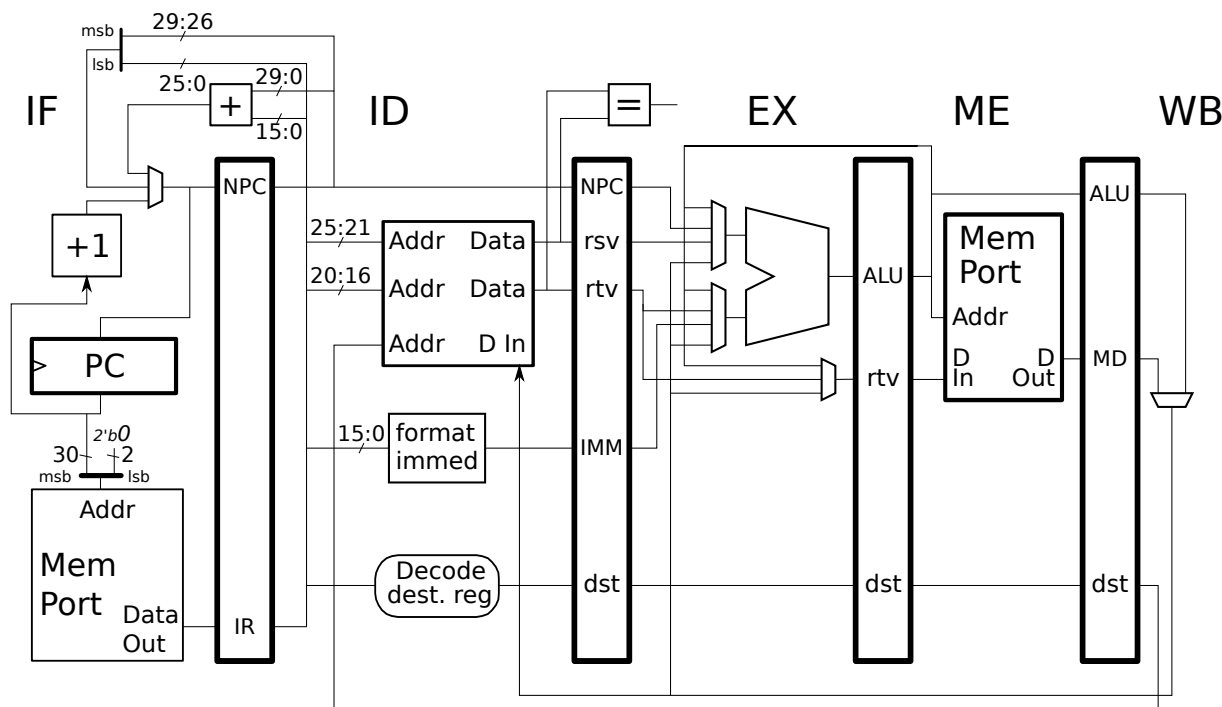 29:26
msb
lsb
25:0
29:0
15:0
+
=
IF
ID
EX
ME
WB
NPC
NPC
ALU
+1
25:21
Addr
Data
rsv
20:16
Addr
Data
rtv
Addr
D In
ALU
Mem
Port
Addr
D
In
D
Out
MD
PC
rtv
2'b0
30
2
msb
lsb
15:0
format
immed
IMM
Addr
Mem
Port
Data
Out
IR
Decode
dest. reg
dst
dst
dst